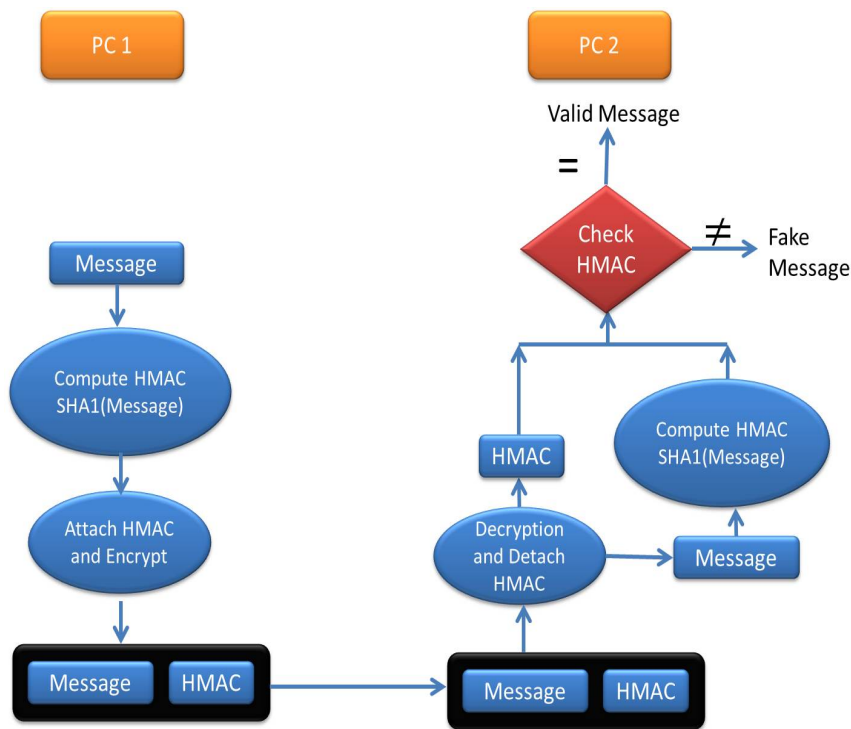 PC 1
Message
Compute HMAC
SHA1(Message)
Attach HMAC
and Encrypt
Message
HMAC
PC 2
Valid Message
=
Check
HMAC
≠
Fake
Message
HMAC
Compute HMAC
SHA1(Message)
Decryption
and Detach
HMAC
Message
Message
HMAC